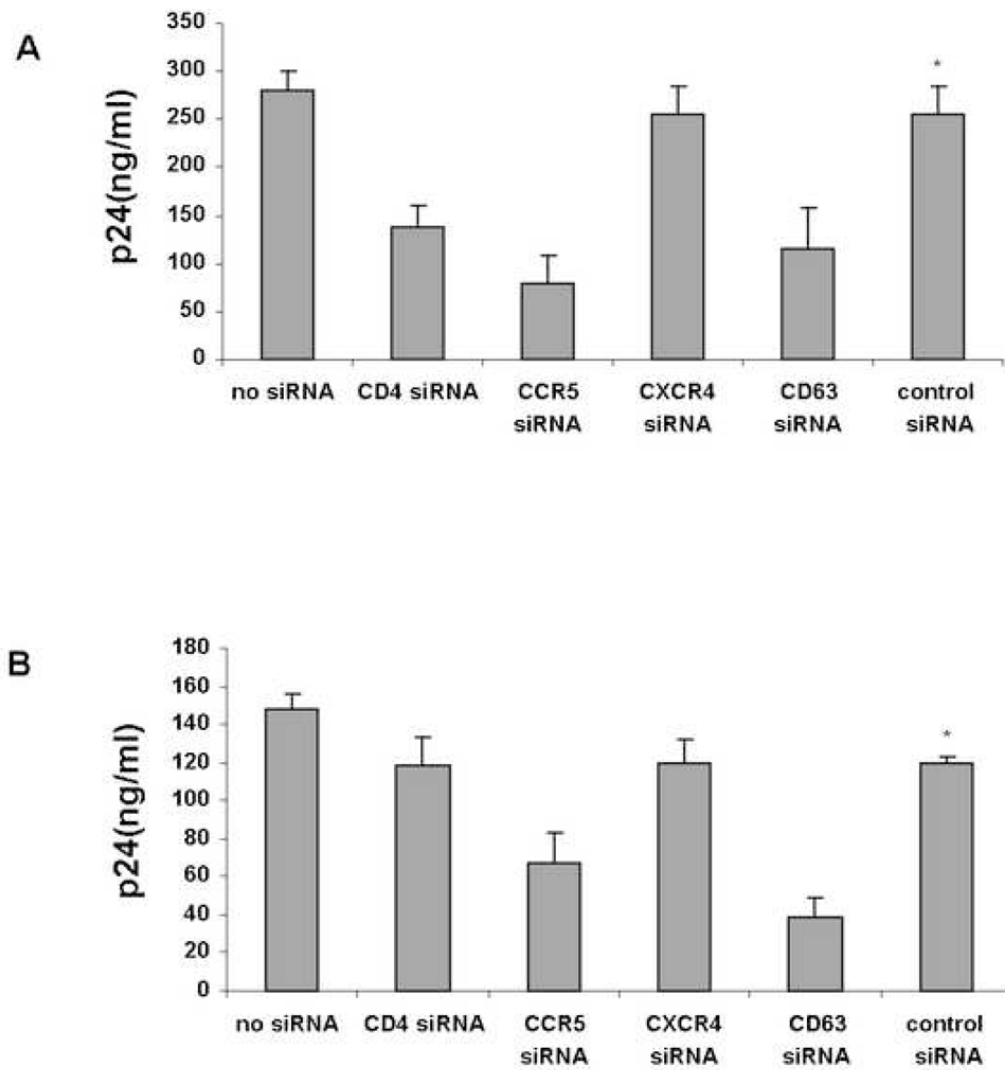 A
350
300
250
200
150
100
50
0
p24(ng/ml)
*
no siRNA CD4 siRNA CCR5 CXCR4 CD63 control
siRNA siRNA siRNA siRNA
B
180
160
140
120
100
80
60
40
20
0
p24(ng/ml)
*
no siRNA CD4 siRNA CCR5 CXCR4 CD63 control
siRNA siRNA siRNA siRNA